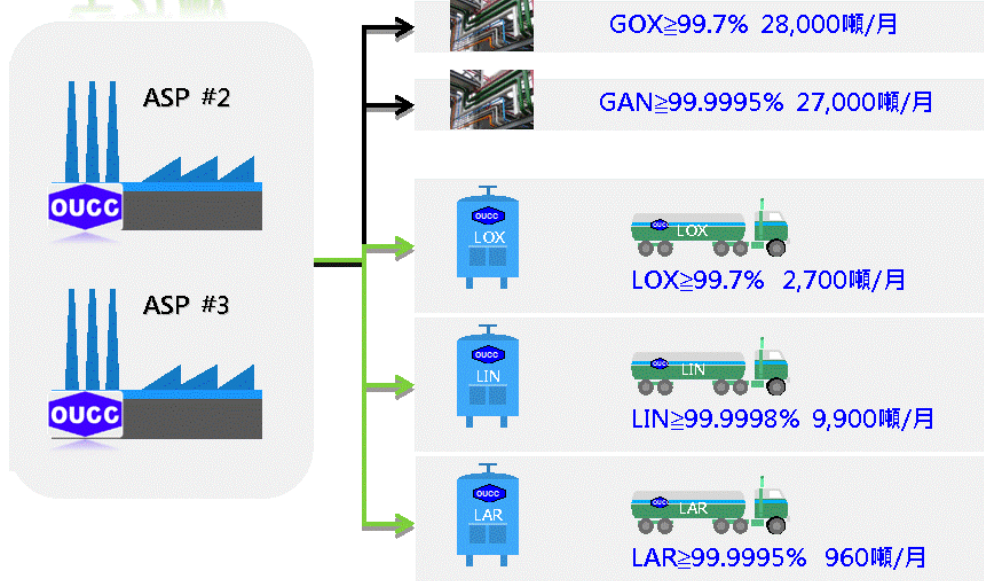 ASP #2
OUCC
ASP #3
OUCC
GOX≧99.7% 28,000噸/月
GAN≧99.9995% 27,000噸/月
OUCC
LOX
OUCC
LOX
LOX≧99.7% 2,700噸/月
OUCC
LIN
OUCC
LIN
LIN≧99.9998% 9,900噸/月
OUCC
LAR
OUCC
LAR
LAR≧99.9995% 960噸/月